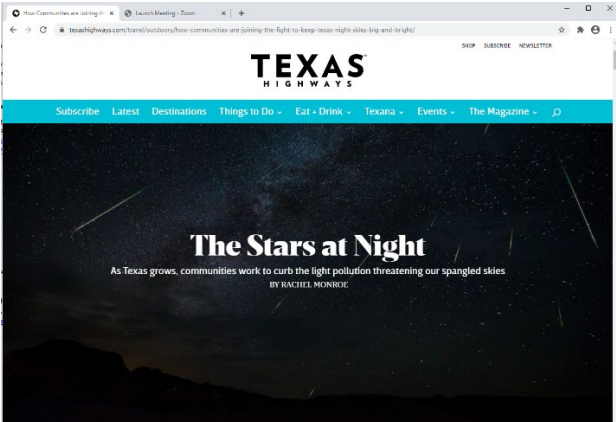 How Communities are Joining th
Launch Meeting - Zoom
texashighways.com/travel/outdoors/how-communities-are-joining-the-fight-to-keep-texas-night-skies-big-and-bright/
SHOP SUBSCRIBE NEWSLETTER
TEXAS
HIGHWAYS
Subscribe Latest Destinations Things to Do Eat + Drink Texana Events The Magazine
The Stars at Night
As Texas grows, communities work to curb the light pollution threatening our spangled skies
BY RACHEL MONROE